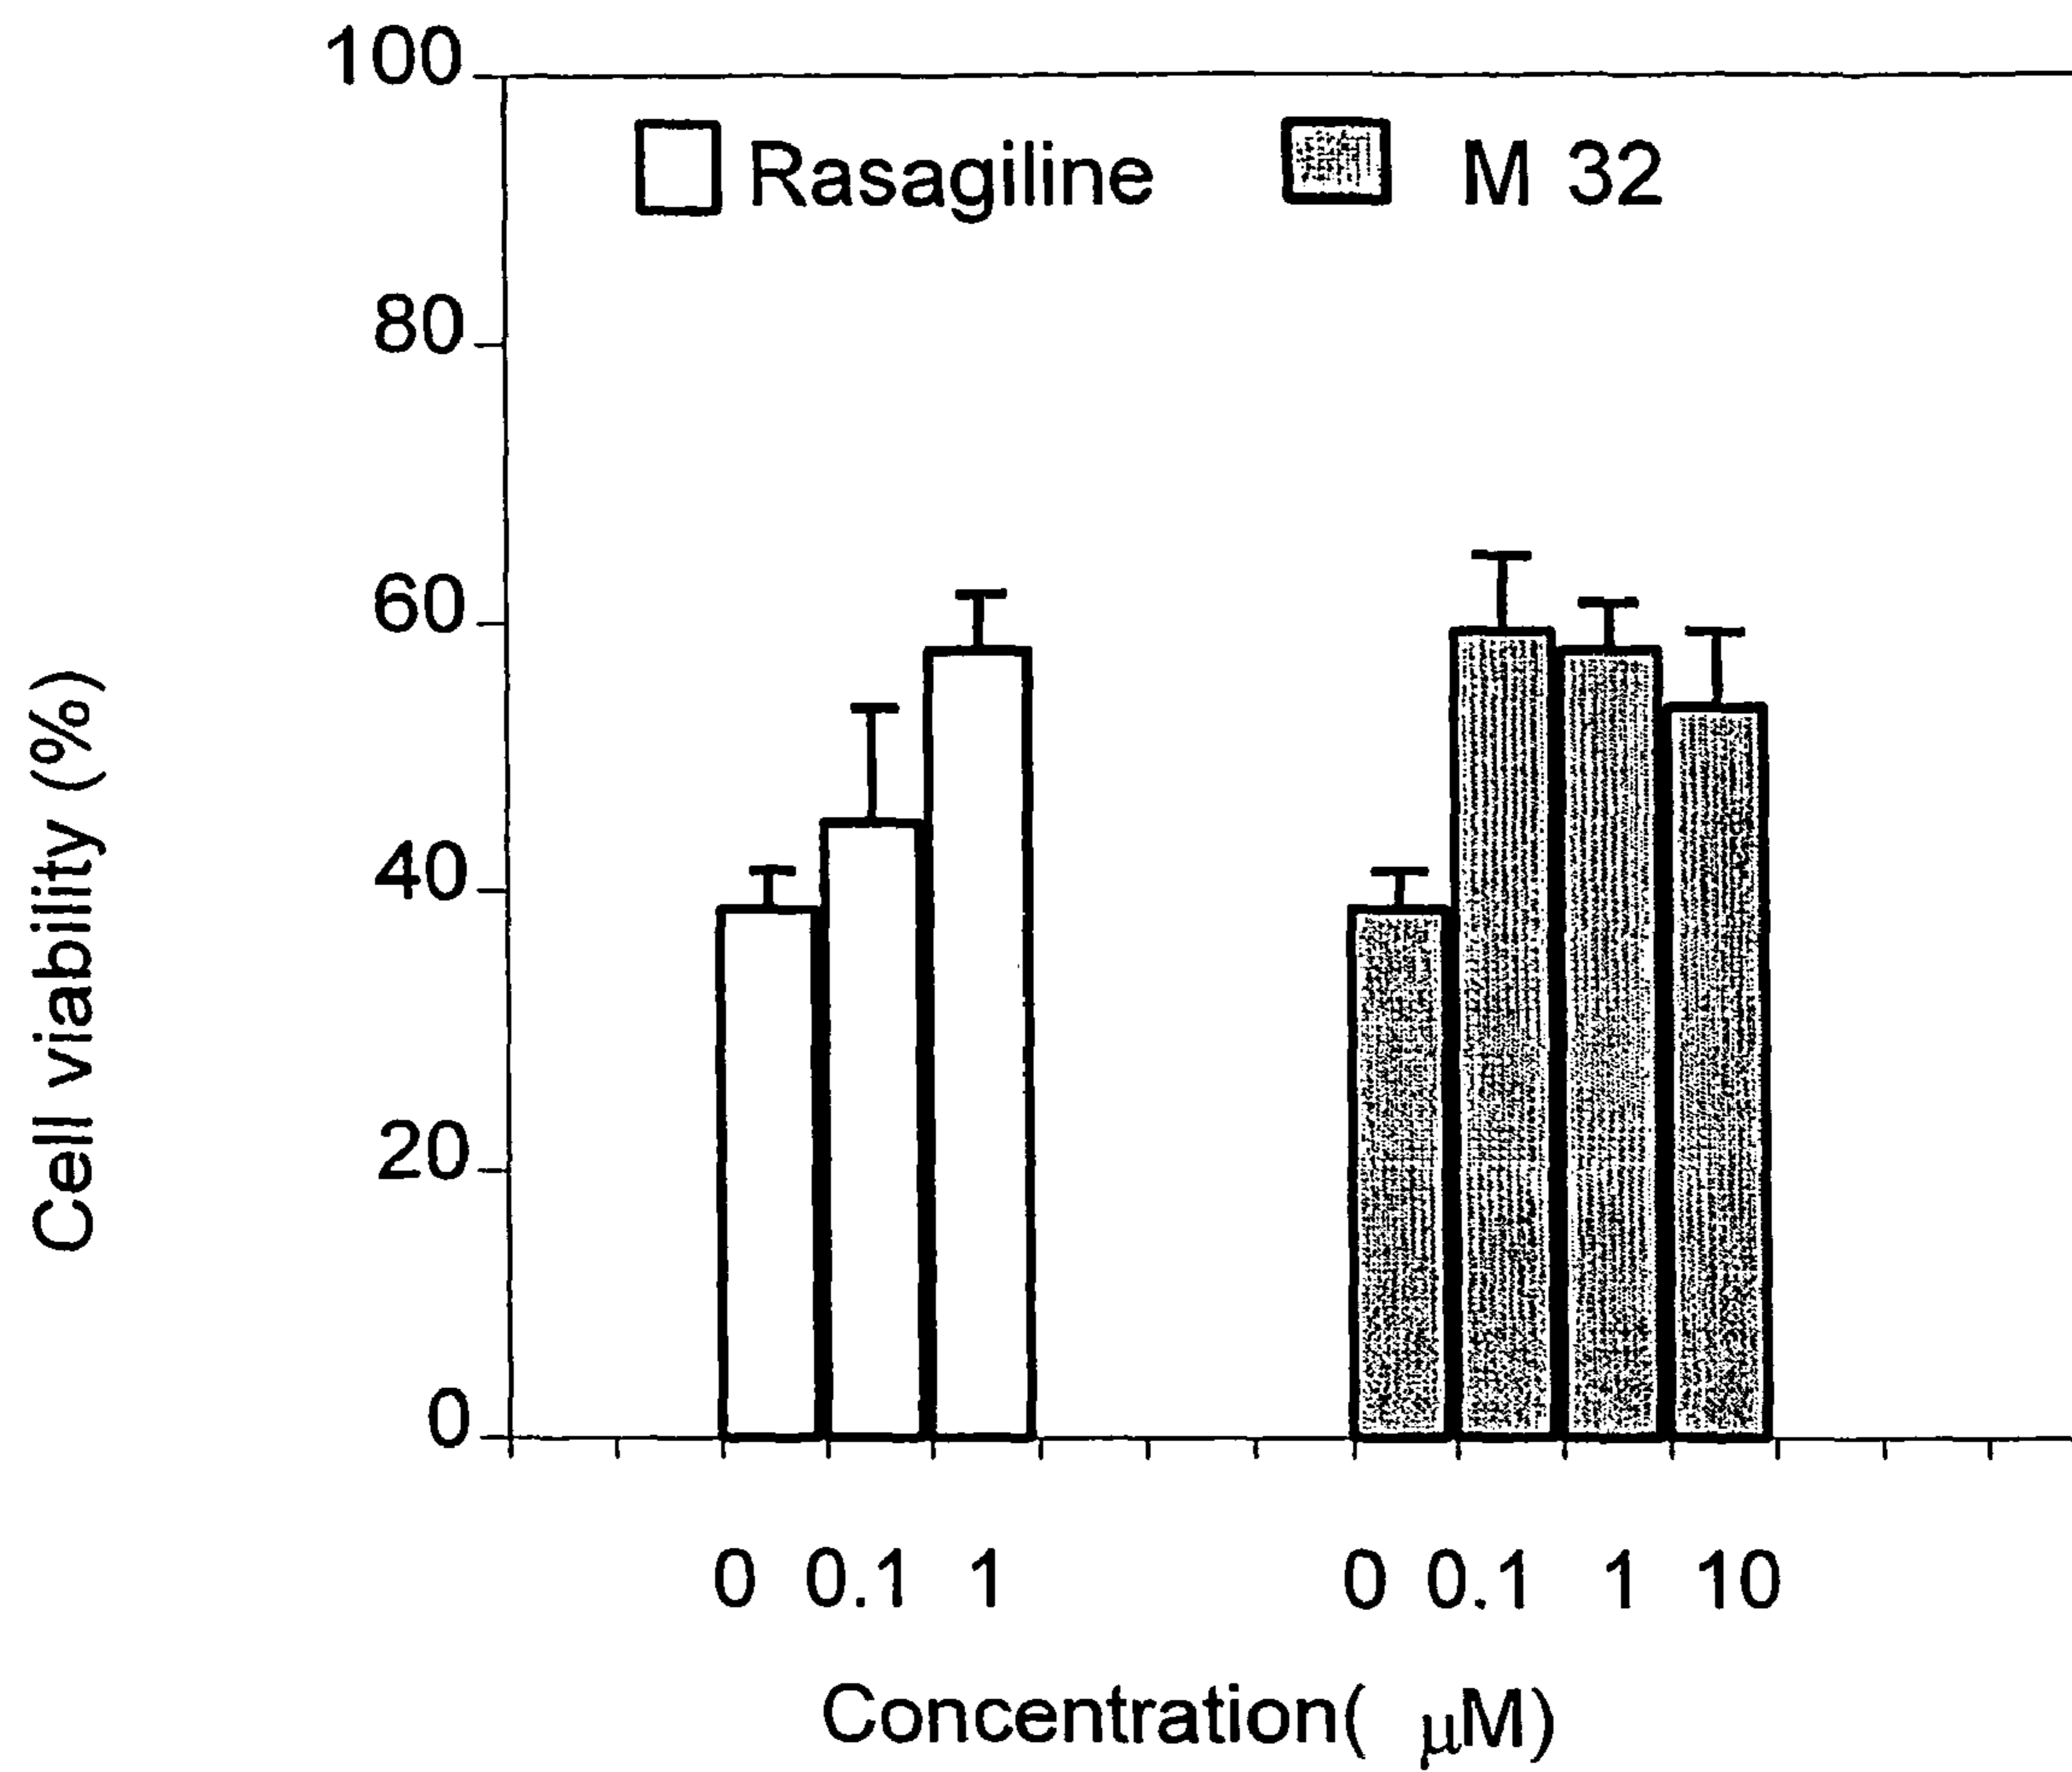 100
Rasagiline M 32
80
60
40
20
0
Cell viability (%)
0 0.1 1 0 0.1 1 10
Concentration( μM)